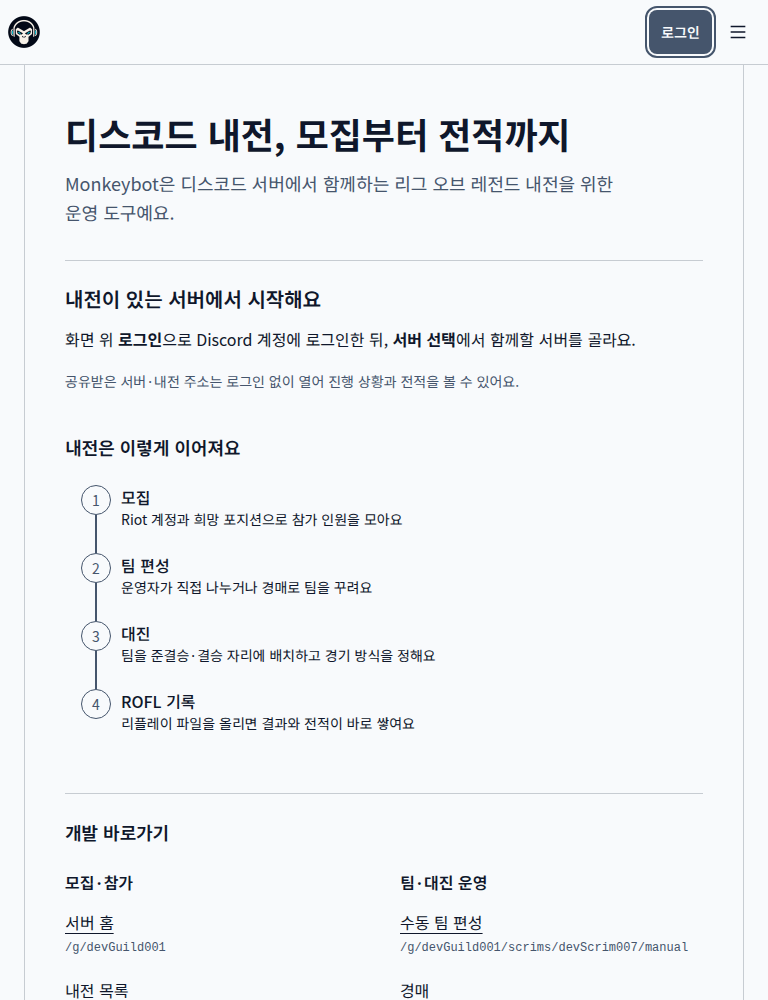 로그인
디스코드 내전, 모집부터 전적까지
Monkeybot은 디스코드 서버에서 함께하는 리그 오브 레전드 내전을 위한
운영 도구예요.
내전이 있는 서버에서 시작해요
화면 위 로그인으로 Discord 계정에 로그인한 뒤, 서버 선택에서 함께할 서버를 골라요.
공유받은 서버·내전 주소는 로그인 없이 열어 진행 상황과 전적을 볼 수 있어요.
내전은 이렇게 이어져요
1 모집
Riot 계정과 희망 포지션으로 참가 인원을 모아요
2 팀 편성
운영자가 직접 나누거나 경매로 팀을 꾸려요
3 대진
팀을 준결승·결승 자리에 배치하고 경기 방식을 정해요
4 ROFL 기록
리플레이 파일을 올리면 결과와 전적이 바로 쌓여요
개발 바로가기
모집·참가
서버 홈
/g/devGuild001
내전 목록
팀·대진 운영
수동 팀 편성
/g/devGuild001/scrims/devScrim007/manual
경매